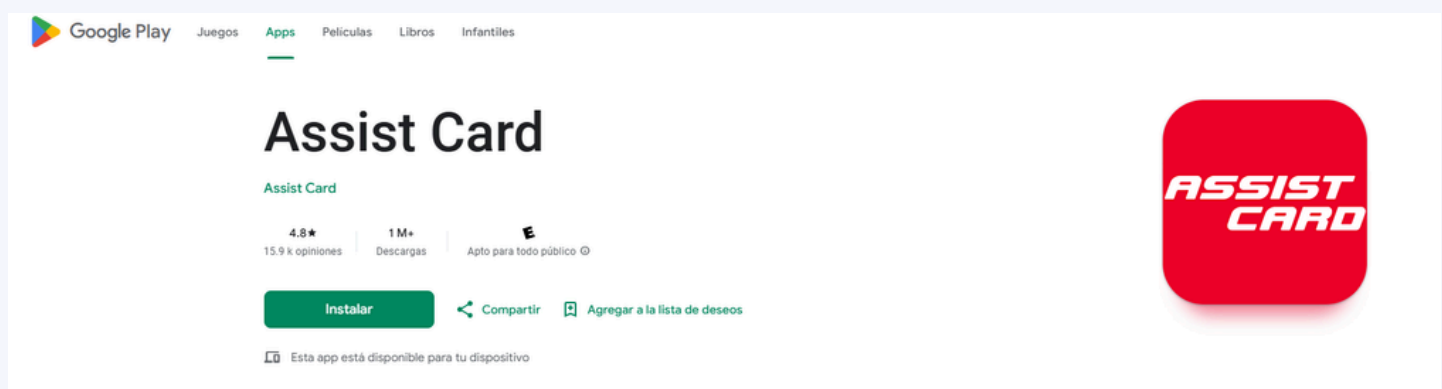 Google Play Juegos Apps Películas Libros Infantiles
Assist Card
Assist Card
4.8★ 1 M+ E
15.9 k opiniones Descargas Apto para todo público
Instalar Compartir Agregar a la lista de deseos
Esta app está disponible para tu dispositivo
ASSIST
CARD